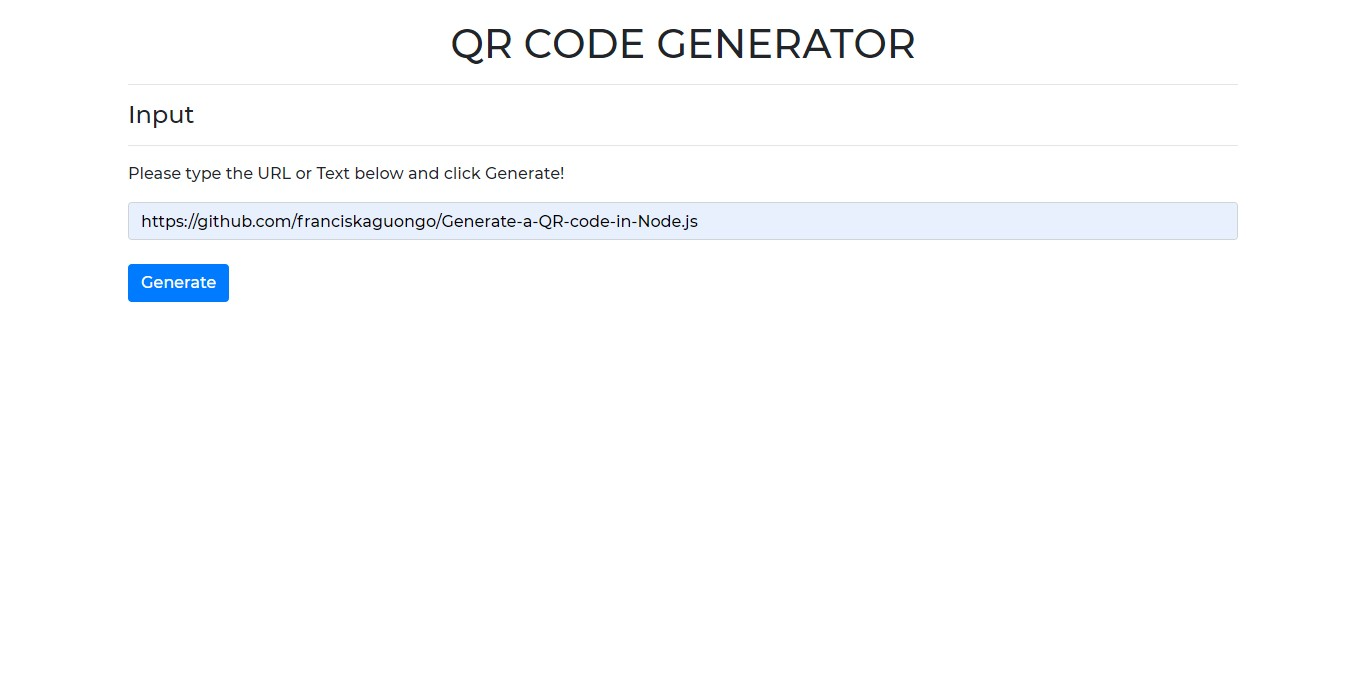 QR CODE GENERATOR
Input
Please type the URL or Text below and click Generate!
https://github.com/franciskaguongo/Generate-a-QR-code-in-Node.js
Generate